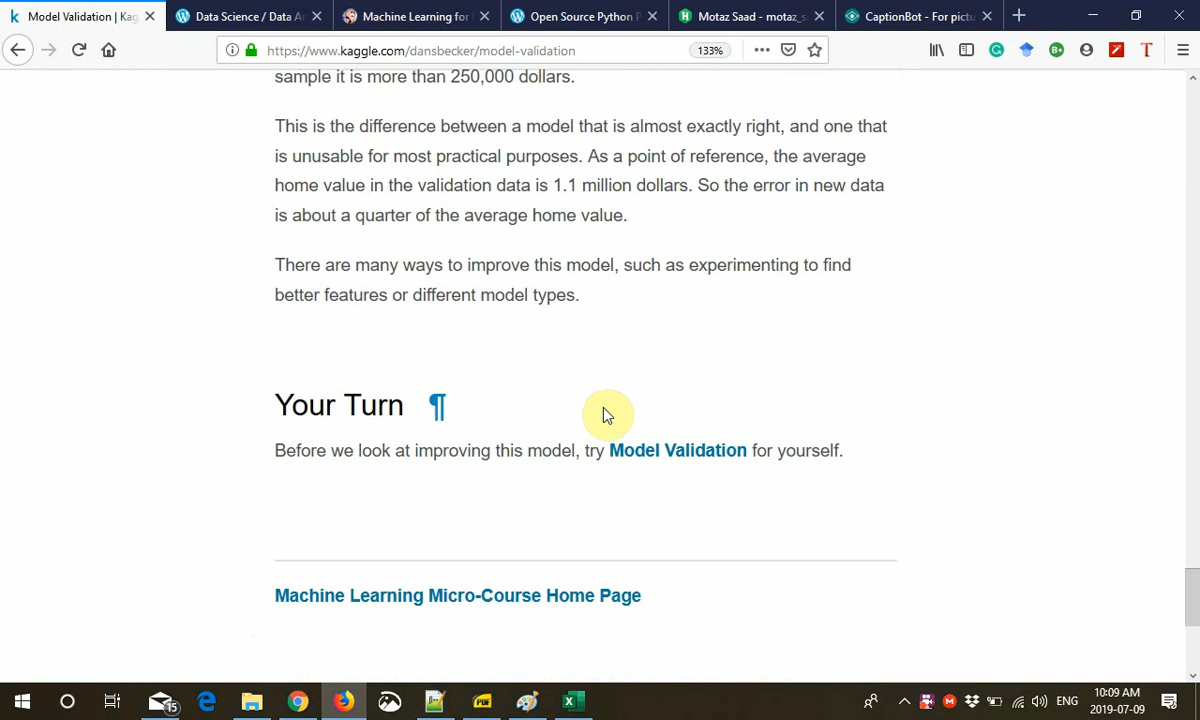 Model Validation | Kag
Data Science / Data A
Machine Learning for
Open Source Python P
Motaz Saad - motaz_s
CaptionBot - For pictu
https://www.kaggle.com/dansbecker/model-validation
133%
sample it is more than 250,000 dollars.
This is the difference between a model that is almost exactly right, and one that
is unusable for most practical purposes. As a point of reference, the average
home value in the validation data is 1.1 million dollars. So the error in new data
is about a quarter of the average home value.
There are many ways to improve this model, such as experimenting to find
better features or different model types.
Your Turn ¶
Before we look at improving this model, try Model Validation for yourself.
Machine Learning Micro-Course Home Page
15
ENG
10:09 AM
2019-07-09